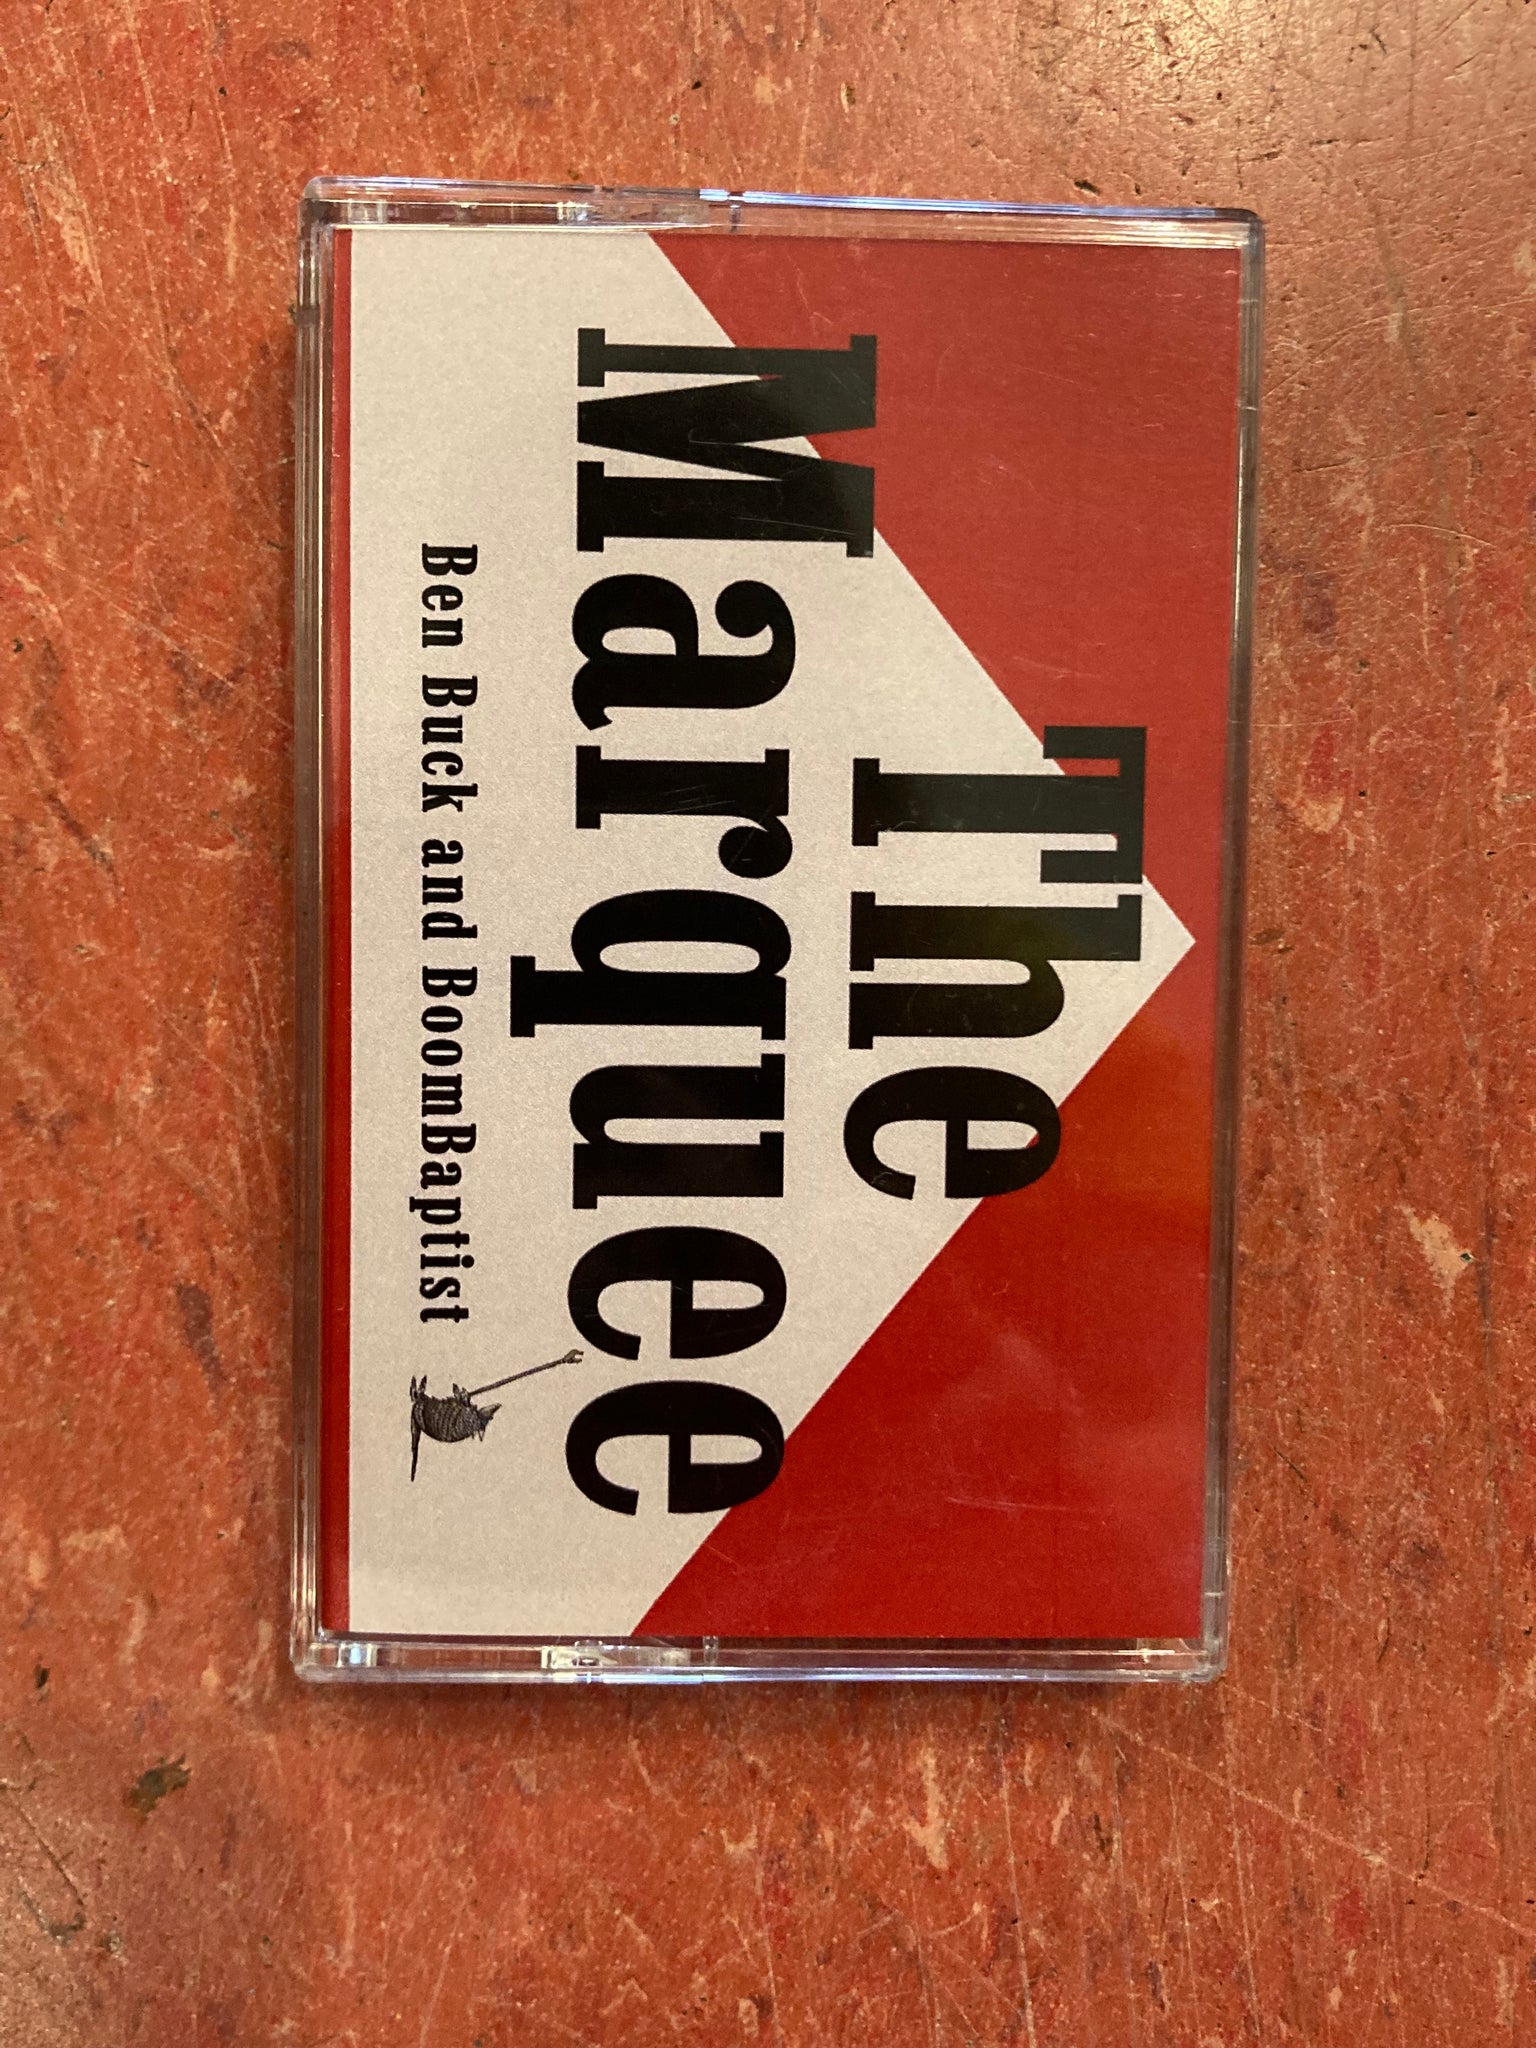 The
Marquee
Ben Buck and BoomBaptist